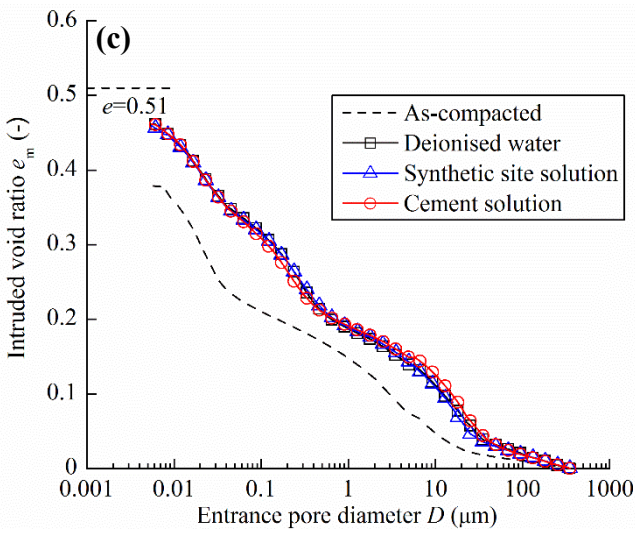 (c)
0.6
0.5
0.4
0.3
0.2
0.1
0
e=0.51
As-compacted
Deionised water
Synthetic site solution
Cement solution
Intruded void ratio em (-)
0.001 0.01 0.1 1 10 100 1000
Entrance pore diameter D (μm)